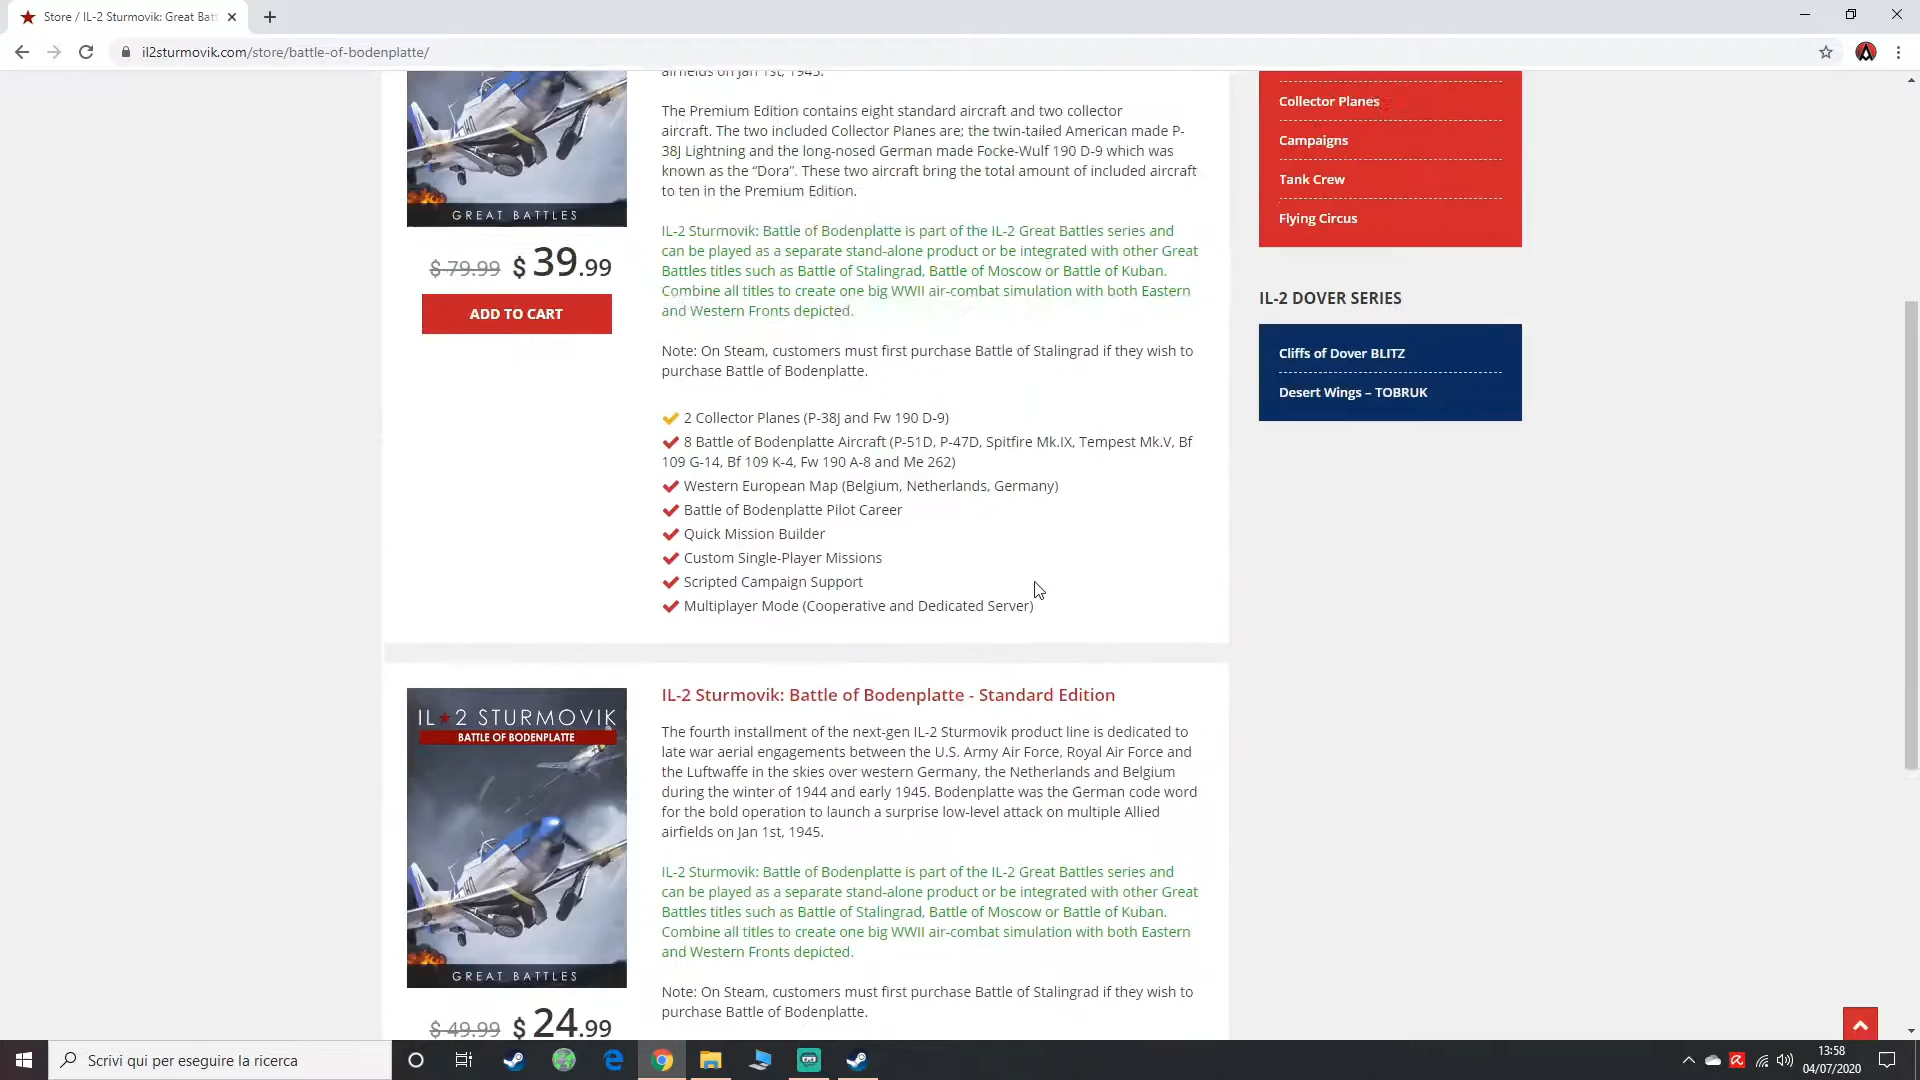 Store / IL-2 Sturmovik: Great Batt
il2sturmovik.com/store/battle-of-bodenplatte/
airfields on Jan 1st, 1945.
The Premium Edition contains eight standard aircraft and two collector
aircraft. The two included Collector Planes are; the twin-tailed American made P-
38J Lightning and the long-nosed German made Focke-Wulf 190 D-9 which was
known as the “Dora”. These two aircraft bring the total amount of included aircraft
to ten in the Premium Edition.
GREAT BATTLES
$ 79.99 $ 39.99
ADD TO CART
IL-2 Sturmovik: Battle of Bodenplatte is part of the IL-2 Great Battles series and
can be played as a separate stand-alone product or be integrated with other Great
Battles titles such as Battle of Stalingrad, Battle of Moscow or Battle of Kuban.
Combine all titles to create one big WWII air-combat simulation with both Eastern
and Western Fronts depicted.
Note: On Steam, customers must first purchase Battle of Stalingrad if they wish to
purchase Battle of Bodenplatte.
2 Collector Planes (P-38J and Fw 190 D-9)
8 Battle of Bodenplatte Aircraft (P-51D, P-47D, Spitfire Mk.IX, Tempest Mk.V, Bf
109 G-14, Bf 109 K-4, Fw 190 A-8 and Me 262)
Western European Map (Belgium, Netherlands, Germany)
Battle of Bodenplatte Pilot Career
Quick Mission Builder
Custom Single-Player Missions
Scripted Campaign Support
Multiplayer Mode (Cooperative and Dedicated Server)
Collector Planes
Campaigns
Tank Crew
Flying Circus
IL-2 DOVER SERIES
Cliffs of Dover BLITZ
Desert Wings – TOBRUK
IL★2 STURMOVIK
BATTLE OF BODENPLATTE
GREAT BATTLES
$ 49.99 $ 24.99
IL-2 Sturmovik: Battle of Bodenplatte - Standard Edition
The fourth installment of the next-gen IL-2 Sturmovik product line is dedicated to
late war aerial engagements between the U.S. Army Air Force, Royal Air Force and
the Luftwaffe in the skies over western Germany, the Netherlands and Belgium
during the winter of 1944 and early 1945. Bodenplatte was the German code word
for the bold operation to launch a surprise low-level attack on multiple Allied
airfields on Jan 1st, 1945.
IL-2 Sturmovik: Battle of Bodenplatte is part of the IL-2 Great Battles series and
can be played as a separate stand-alone product or be integrated with other Great
Battles titles such as Battle of Stalingrad, Battle of Moscow or Battle of Kuban.
Combine all titles to create one big WWII air-combat simulation with both Eastern
and Western Fronts depicted.
Note: On Steam, customers must first purchase Battle of Stalingrad if they wish to
purchase Battle of Bodenplatte.
Scrivi qui per eseguire la ricerca
13:58
04/07/2020